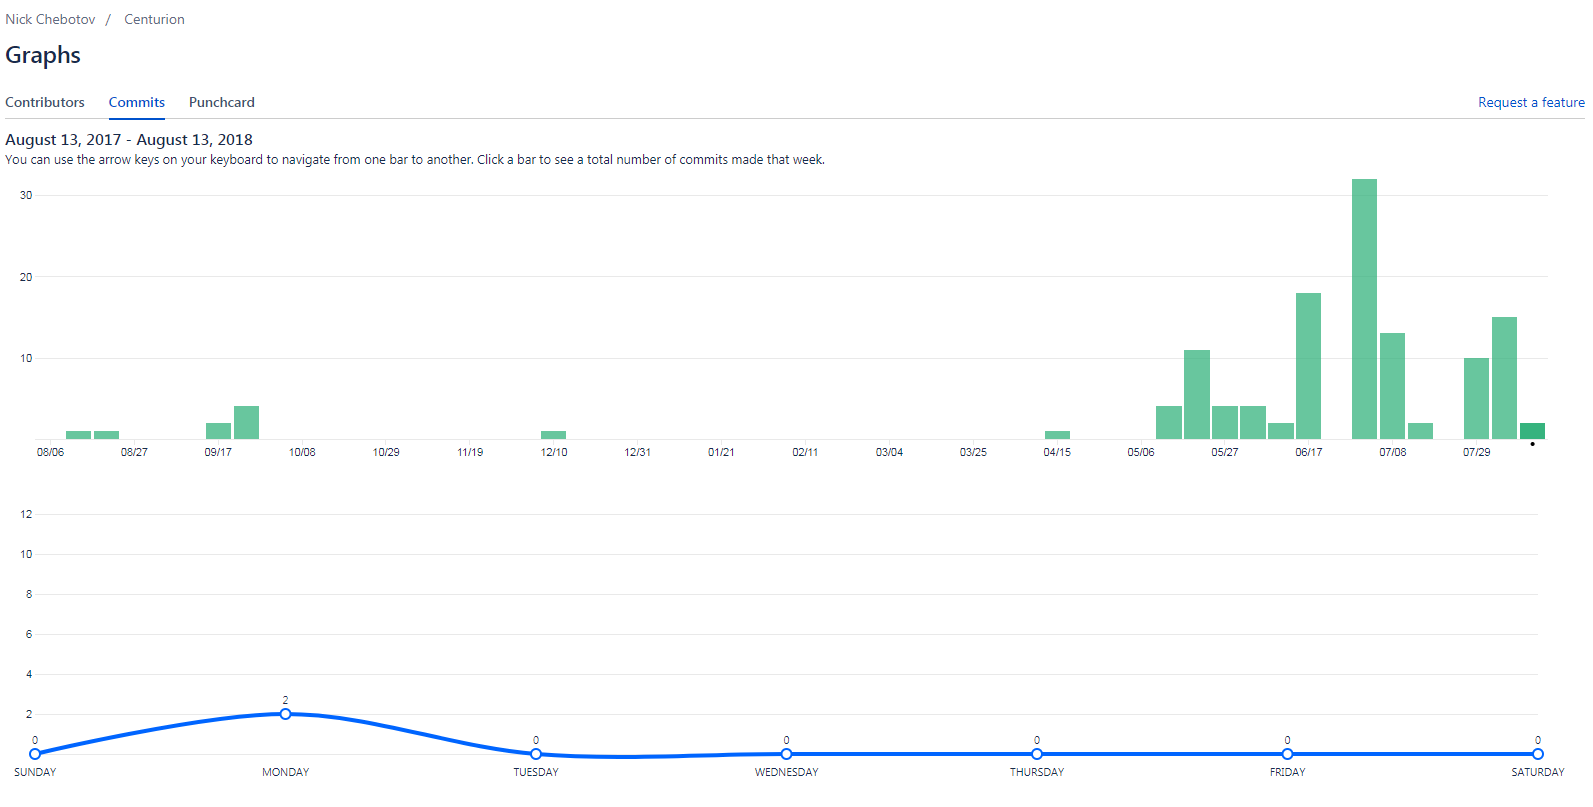 Nick Chebotov / Centurion
Graphs
Contributors Commits Punchcard Request a feature
August 13, 2017 - August 13, 2018
You can use the arrow keys on your keyboard to navigate from one bar to another. Click a bar to see a total number of commits made that week.
30
20
10
08/06 08/27 09/17 10/08 10/29 11/19 12/10 12/31 01/21 02/11 03/04 03/25 04/15 05/06 05/27 06/17 07/08 07/29
12
10
8
6
4
2
2
0 0 0 0 0 0
SUNDAY MONDAY TUESDAY WEDNESDAY THURSDAY FRIDAY SATURDAY